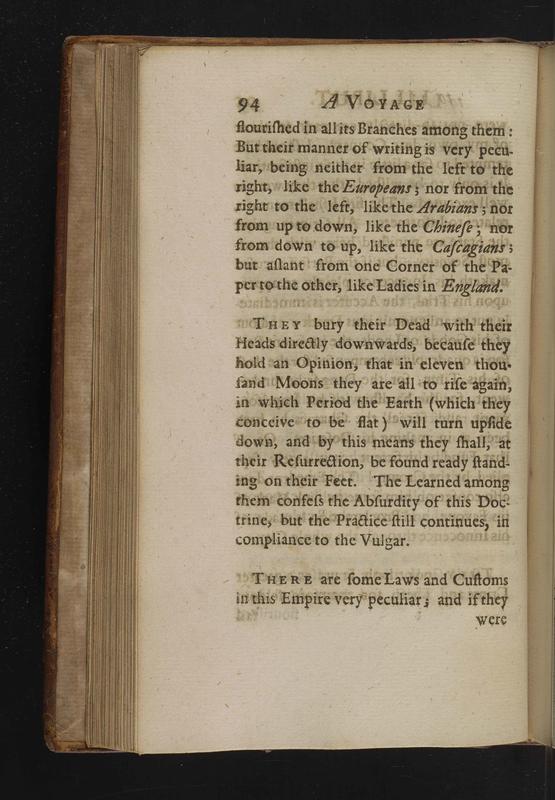 94 A VOYAGE
flouriſhed in all its Branches among them :
But their manner of writing is very pecu-
liar, being neither from the left to the
right, like the Europeans ; nor from the
right to the left, like the Arabians ; nor
from up to down, like the Chineſe ; nor
from down to up, like the Caſcagians ;
but aſlant from one Corner of the Pa-
per to the other, like Ladies in England.
THEY bury their Dead with their
Heads directly downwards, becauſe they
hold an Opinion, that in eleven thou-
ſand Moons they are all to riſe again,
in which Period the Earth (which they
conceive to be flat) will turn upſide
down, and by this means they ſhall, at
their Reſurrection, be found ready ſtand-
ing on their Feet. The Learned among
them confeſs the Abſurdity of this Doc-
trine, but the Practice ſtill continues, in
compliance to the Vulgar.
THERE are ſome Laws and Cuſtoms
in this Empire very peculiar ; and if they
were